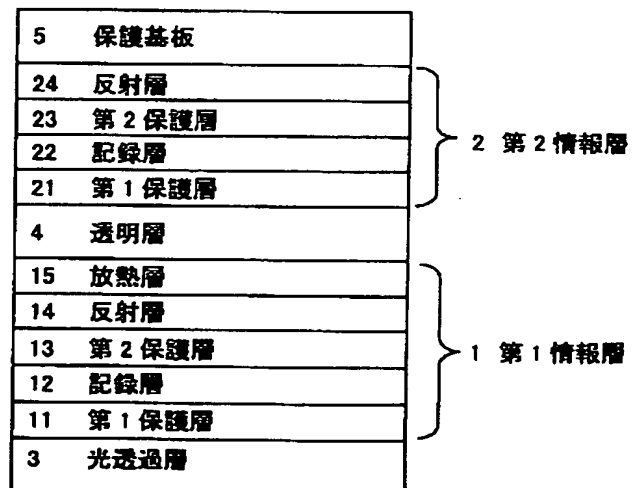 5 保護基板
24 反射層
23 第2保護層
22 記録層
21 第1保護層
2 第2情報層
4 透明層
15 放熱層
14 反射層
13 第2保護層
12 記録層
11 第1保護層
1 第1情報層
3 光透過層